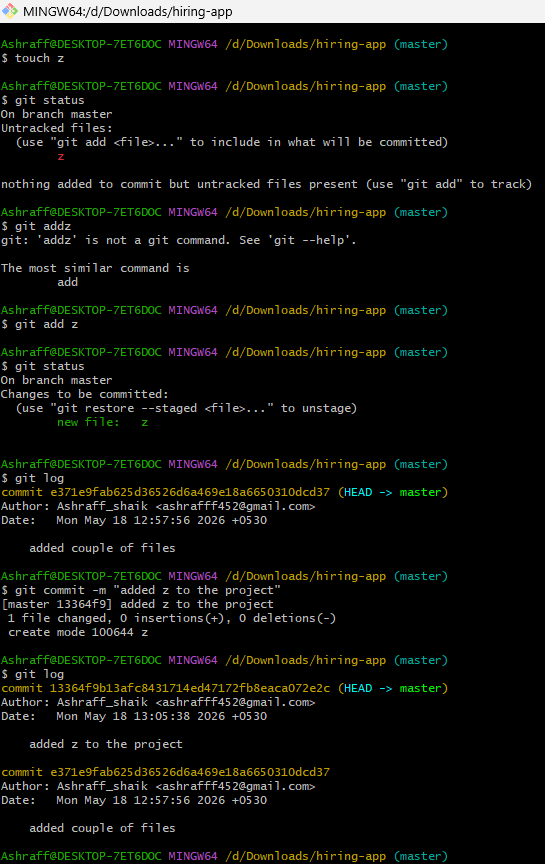 MINGW64:/d/Downloads/hiring-app
Ashraff@DESKTOP-7ET6DOC MINGW64 /d/Downloads/hiring-app (master)
$ touch z
Ashraff@DESKTOP-7ET6DOC MINGW64 /d/Downloads/hiring-app (master)
$ git status
On branch master
Untracked files:
  (use "git add <file>..." to include in what will be committed)
        z
nothing added to commit but untracked files present (use "git add" to track)
Ashraff@DESKTOP-7ET6DOC MINGW64 /d/Downloads/hiring-app (master)
$ git addz
git: 'addz' is not a git command. See 'git --help'.
The most similar command is
        add
Ashraff@DESKTOP-7ET6DOC MINGW64 /d/Downloads/hiring-app (master)
$ git add z
Ashraff@DESKTOP-7ET6DOC MINGW64 /d/Downloads/hiring-app (master)
$ git status
On branch master
Changes to be committed:
  (use "git restore --staged <file>..." to unstage)
        new file:   z
Ashraff@DESKTOP-7ET6DOC MINGW64 /d/Downloads/hiring-app (master)
$ git log
commit e371e9fab625d36526d6a469e18a6650310dcd37 (HEAD -> master)
Author: Ashraff_shaik <ashrafff452@gmail.com>
Date:   Mon May 18 12:57:56 2026 +0530
    added couple of files
Ashraff@DESKTOP-7ET6DOC MINGW64 /d/Downloads/hiring-app (master)
$ git commit -m "added z to the project"
[master 13364f9] added z to the project
 1 file changed, 0 insertions(+), 0 deletions(-)
 create mode 100644 z
Ashraff@DESKTOP-7ET6DOC MINGW64 /d/Downloads/hiring-app (master)
$ git log
commit 13364f9b13afc8431714ed47172fb8eaca072e2c (HEAD -> master)
Author: Ashraff_shaik <ashrafff452@gmail.com>
Date:   Mon May 18 13:05:38 2026 +0530
    added z to the project
commit e371e9fab625d36526d6a469e18a6650310dcd37
Author: Ashraff_shaik <ashrafff452@gmail.com>
Date:   Mon May 18 12:57:56 2026 +0530
    added couple of files
Ashraff@DESKTOP-7ET6DOC MINGW64 /d/Downloads/hiring-app (master)